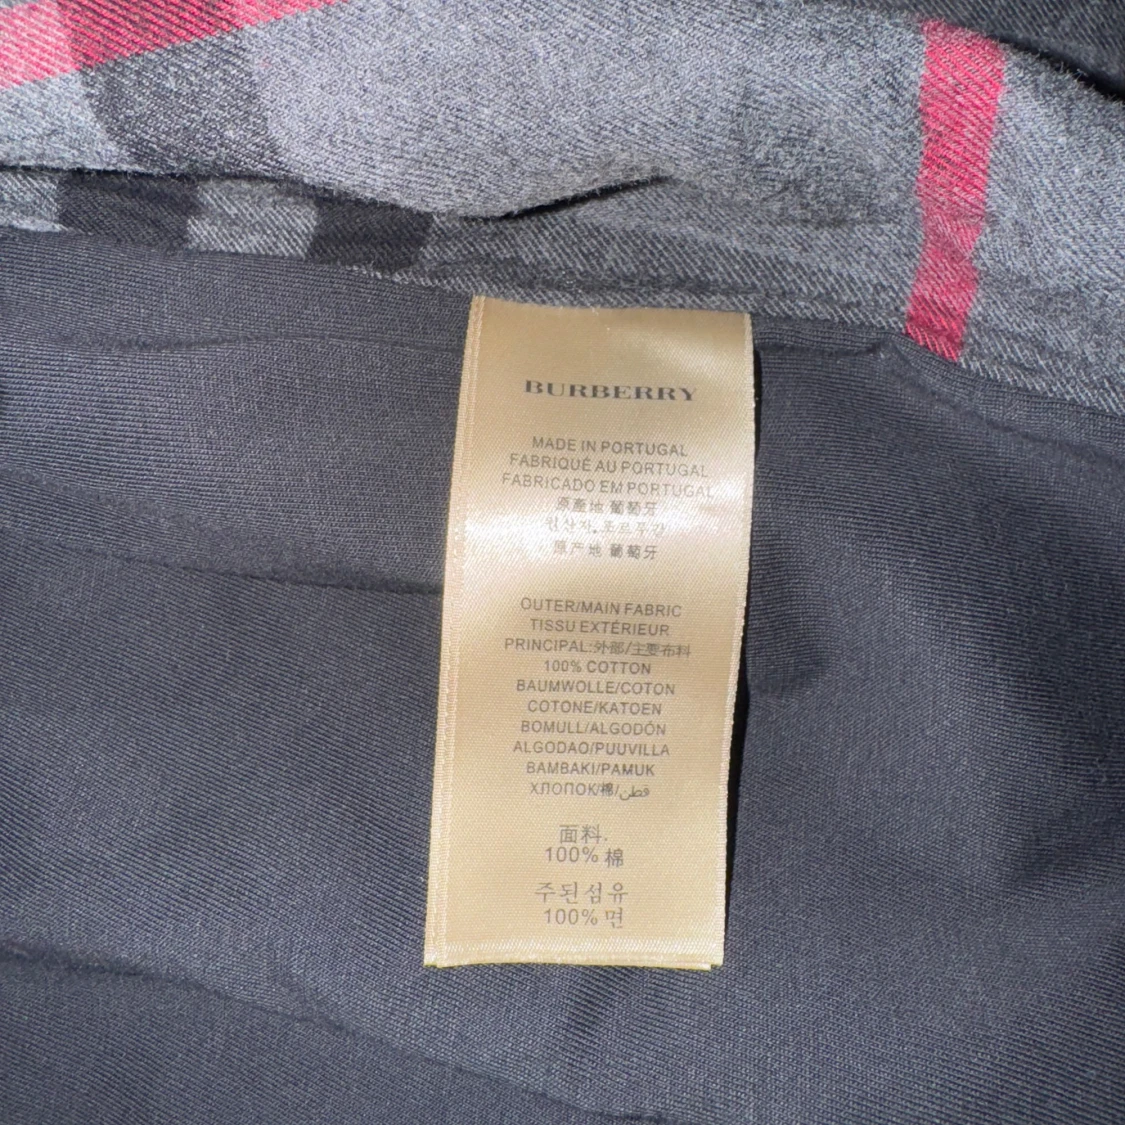 BURBERRY
MADE IN PORTUGAL
FABRIQUÉ AU PORTUGAL
FABRICADO EM PORTUGAL
原產地 葡萄牙
원산지. 포르투갈
原产地 葡萄牙
OUTER/MAIN FABRIC
TISSU EXTÉRIEUR
PRINCIPAL:外部/主要布料
100% COTTON
BAUMWOLLE/COTON
COTONE/KATOEN
BOMULL/ALGODÓN
ALGODAO/PUUVILLA
BAMBAKI/PAMUK
ХЛОПОК/棉/قطن
面料.
100% 棉
주된섬유
100% 면